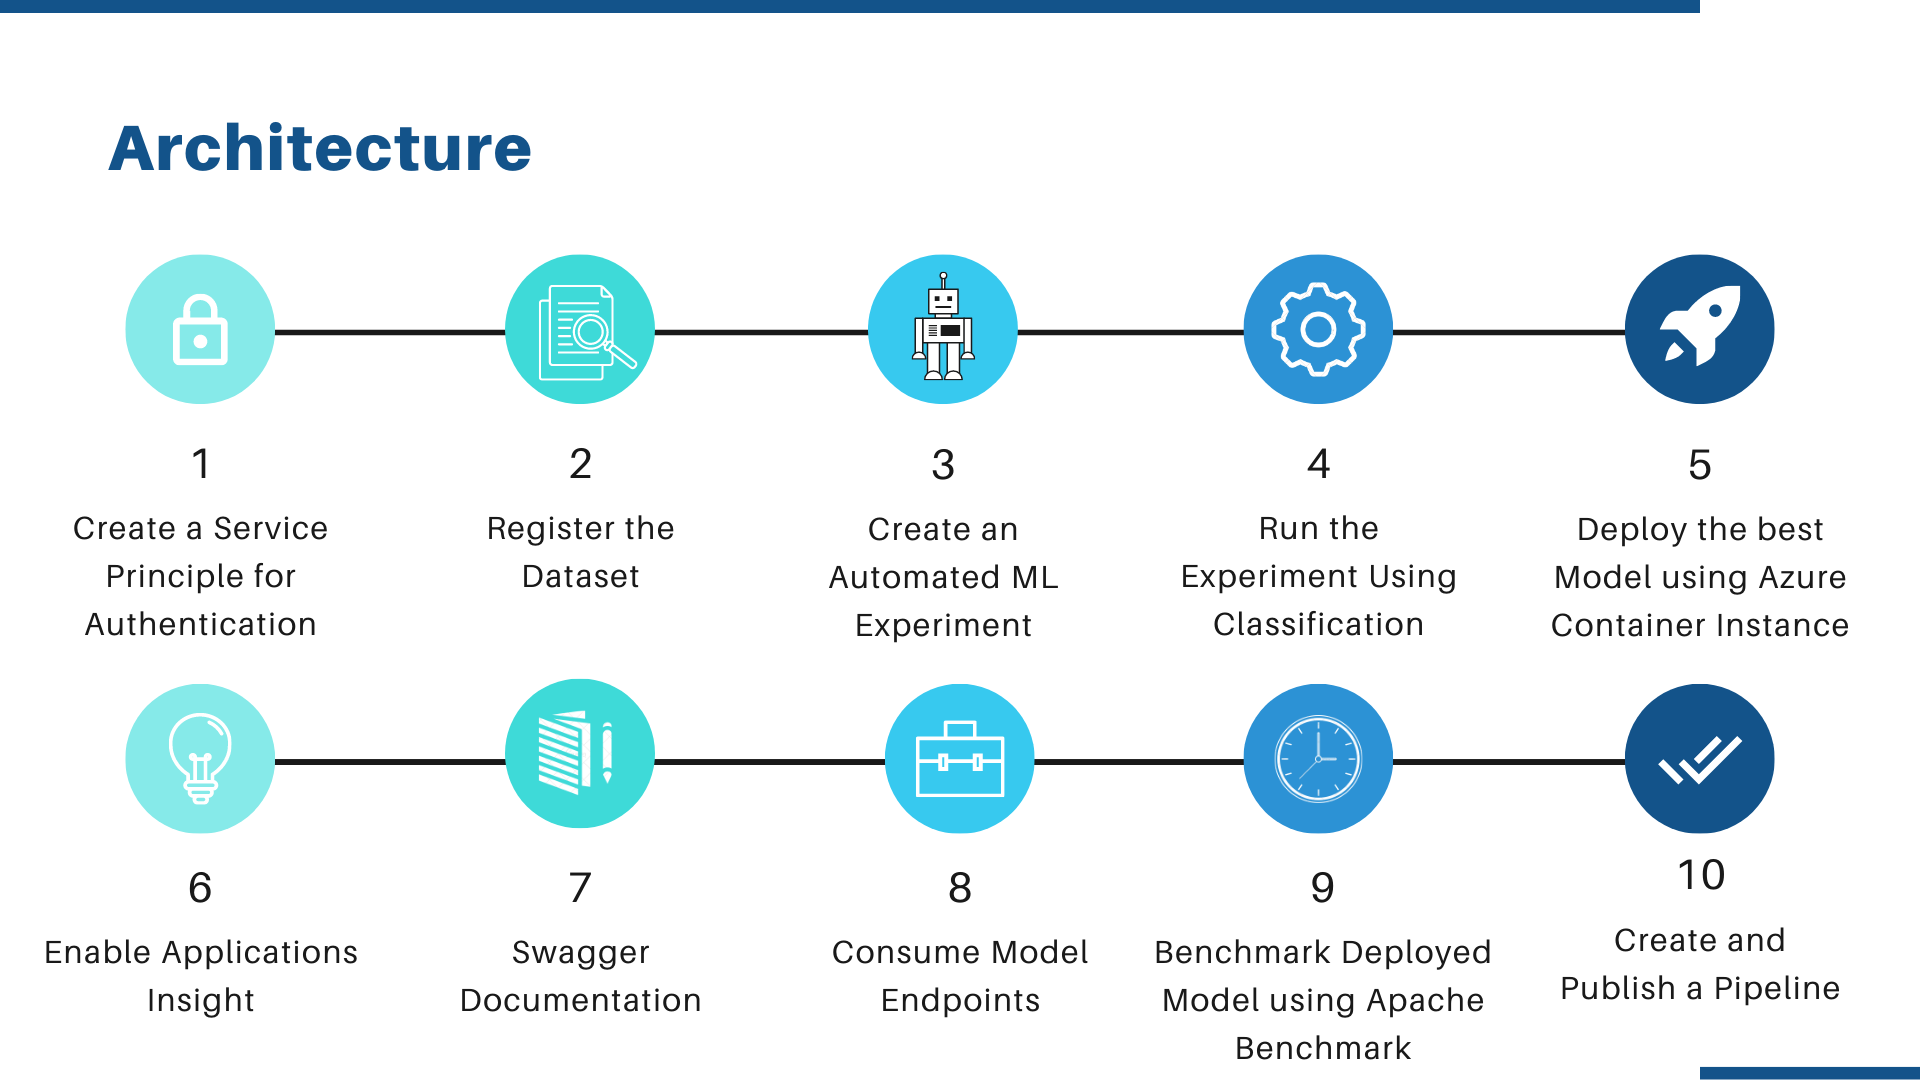 Architecture
1
Create a Service
Principle for
Authentication
2
Register the
Dataset
3
Create an
Automated ML
Experiment
4
Run the
Experiment Using
Classification
5
Deploy the best
Model using Azure
Container Instance
6
Enable Applications
Insight
7
Swagger
Documentation
8
Consume Model
Endpoints
9
Benchmark Deployed
Model using Apache
Benchmark
10
Create and
Publish a Pipeline